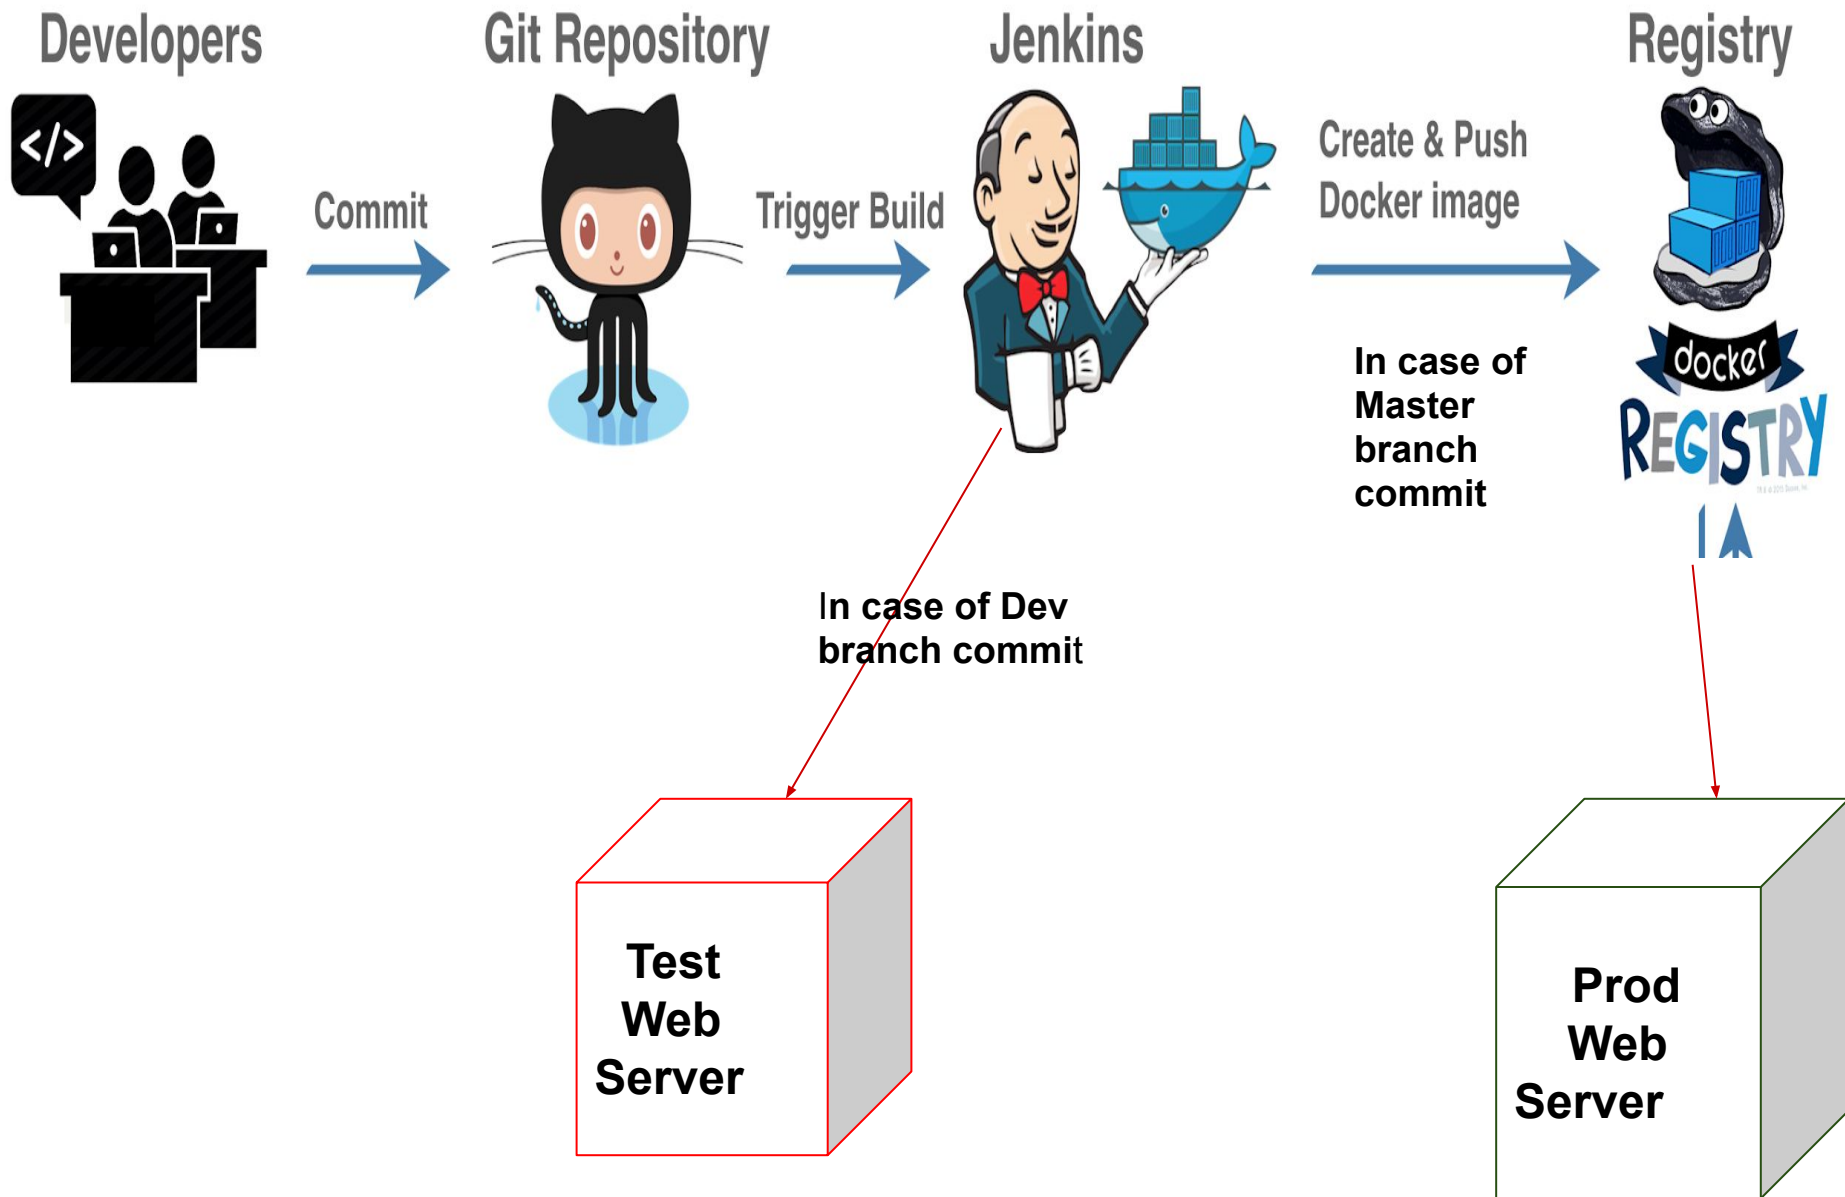 Developers
Git Repository
Jenkins
Registry
</>
Commit
Trigger Build
Create & Push
Docker image
docker
REGISTRY
In case of
Master
branch
commit
In case of Dev
branch commit
Test
Web
Server
Prod
Web
Server